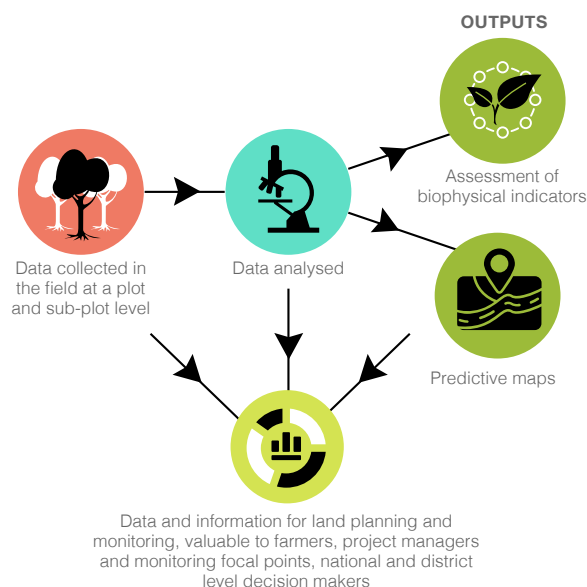 OUTPUTS
Assessment of
biophysical indicators
Data collected in
the field at a plot
and sub-plot level
Data analysed
Predictive maps
Data and information for land planning and
monitoring, valuable to farmers, project managers
and monitoring focal points, national and district
level decision makers